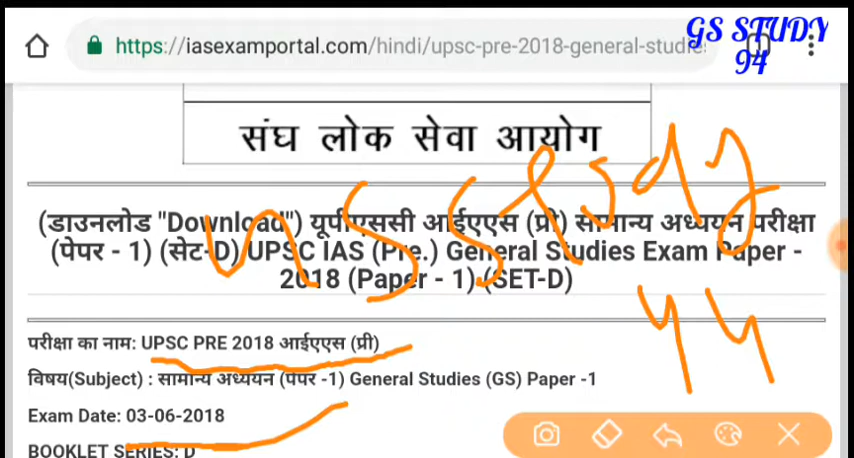 https://iasexamportal.com/hindi/upsc-pre-2018-general-studie
GS STUDY
94
संघ लोक सेवा आयोग
(डाउनलोड "Download") यूपीएससी आईएएस (प्री) सामान्य अध्ययन परीक्षा
(पेपर - 1) (सेट-D) UPSC IAS (Pre.) General Studies Exam Paper -
2018 (Paper - 1) (SET-D)
परीक्षा का नाम: UPSC PRE 2018 आईएएस (प्री)
विषय(Subject) : सामान्य अध्ययन (पेपर -1) General Studies (GS) Paper -1
Exam Date: 03-06-2018
BOOKLET SERIES: D